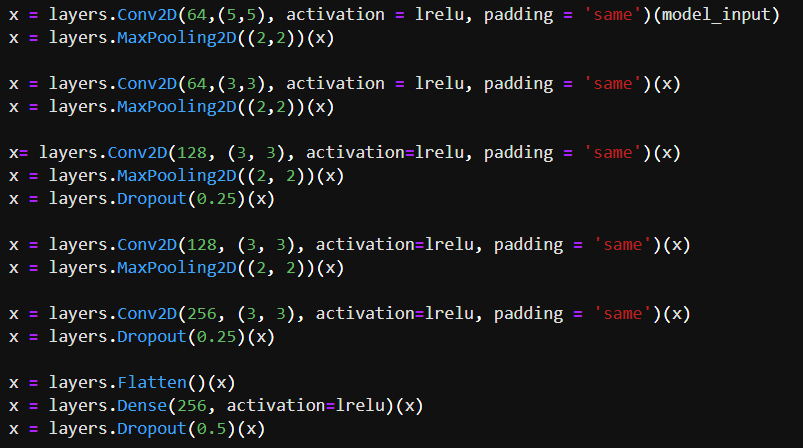 x = layers.Conv2D(64,(5,5), activation = lrelu, padding = 'same')(model_input)
x = layers.MaxPooling2D((2,2))(x)
x = layers.Conv2D(64,(3,3), activation = lrelu, padding = 'same')(x)
x = layers.MaxPooling2D((2,2))(x)
x= layers.Conv2D(128, (3, 3), activation=lrelu, padding = 'same')(x)
x = layers.MaxPooling2D((2, 2))(x)
x = layers.Dropout(0.25)(x)
x = layers.Conv2D(128, (3, 3), activation=lrelu, padding = 'same')(x)
x = layers.MaxPooling2D((2, 2))(x)
x = layers.Conv2D(256, (3, 3), activation=lrelu, padding = 'same')(x)
x = layers.Dropout(0.25)(x)
x = layers.Flatten()(x)
x = layers.Dense(256, activation=lrelu)(x)
x = layers.Dropout(0.5)(x)